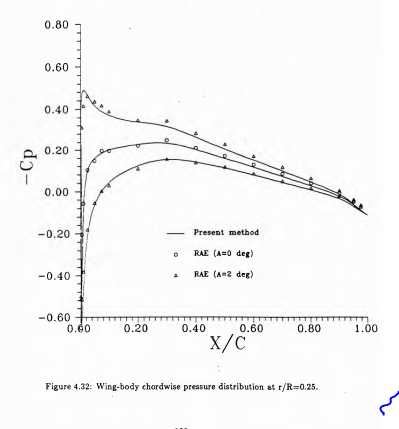 0.80
0.60
0.40
0.20
0.00
-0.20
-0.40
-0.60
-Cp
Present method
RAE (A=0 deg)
RAE (A=2 deg)
0.00 0.20 0.40 0.60 0.80 1.00
X/C
Figure 4.32: Wing-body chordwise pressure distribution at r/R=0.25.